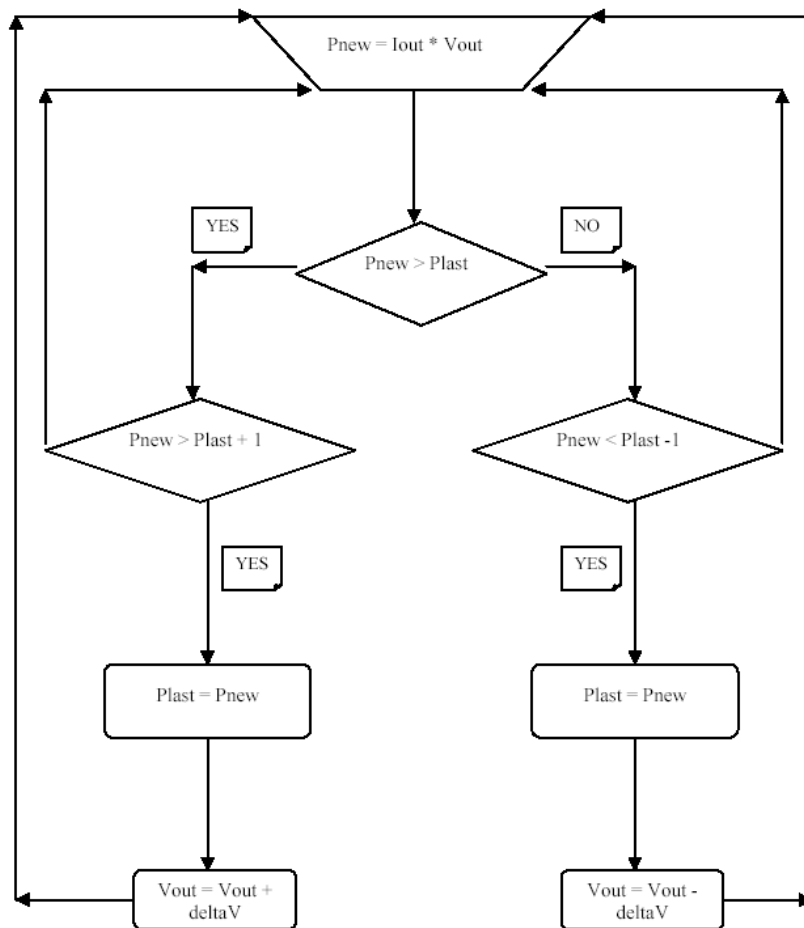 Pnew = Iout * Vout
YES
NO
Pnew > Plast
Pnew > Plast + 1
Pnew < Plast -1
YES
YES
Plast = Pnew
Plast = Pnew
Vout = Vout +
deltaV
Vout = Vout -
deltaV